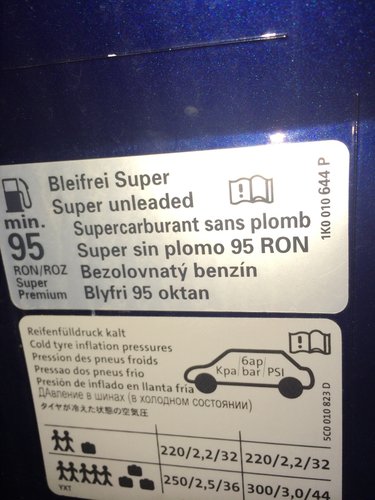 Bleifrei Super
Super unleaded
Supercarburant sans plomb
Super sin plomo 95 RON
Bezolovnatý benzín
Blyfri 95 oktan
min.
95
RON/ROZ
Super
Premium
1K0 010 644 P
Reifenfülldruck kalt
Cold tyre inflation pressures
Pression des pneus froids
Pressao dos pneus frio
Presión de inflado en llanta fría
Давление в шинах (в холодном состоянии)
タイヤが冷えた状態の空気圧
Kpa бар/bar PSI
5C0 010 823 D
220/2,2/32 220/2,2/32
250/2,5/36 300/3,0/44
YXT